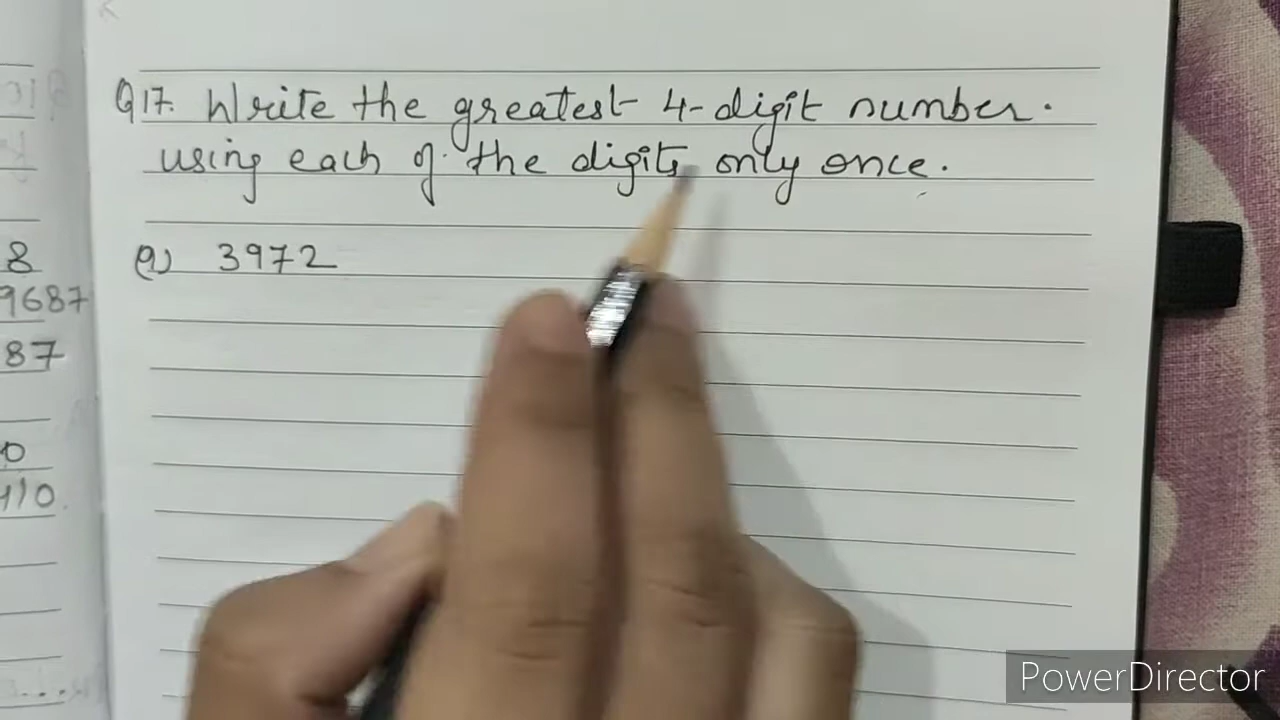 Q17. Write the greatest 4-digit number.
using each of the digits only once.
a) 3972
8
9687
87
0
110
PowerDirector